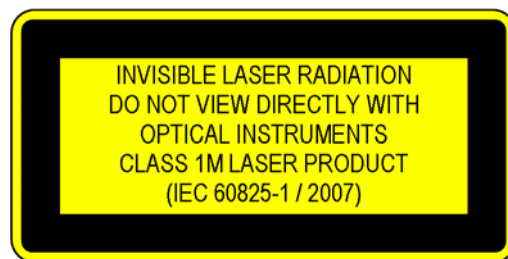 INVISIBLE LASER RADIATION
DO NOT VIEW DIRECTLY WITH
OPTICAL INSTRUMENTS
CLASS 1M LASER PRODUCT
(IEC 60825-1 / 2007)